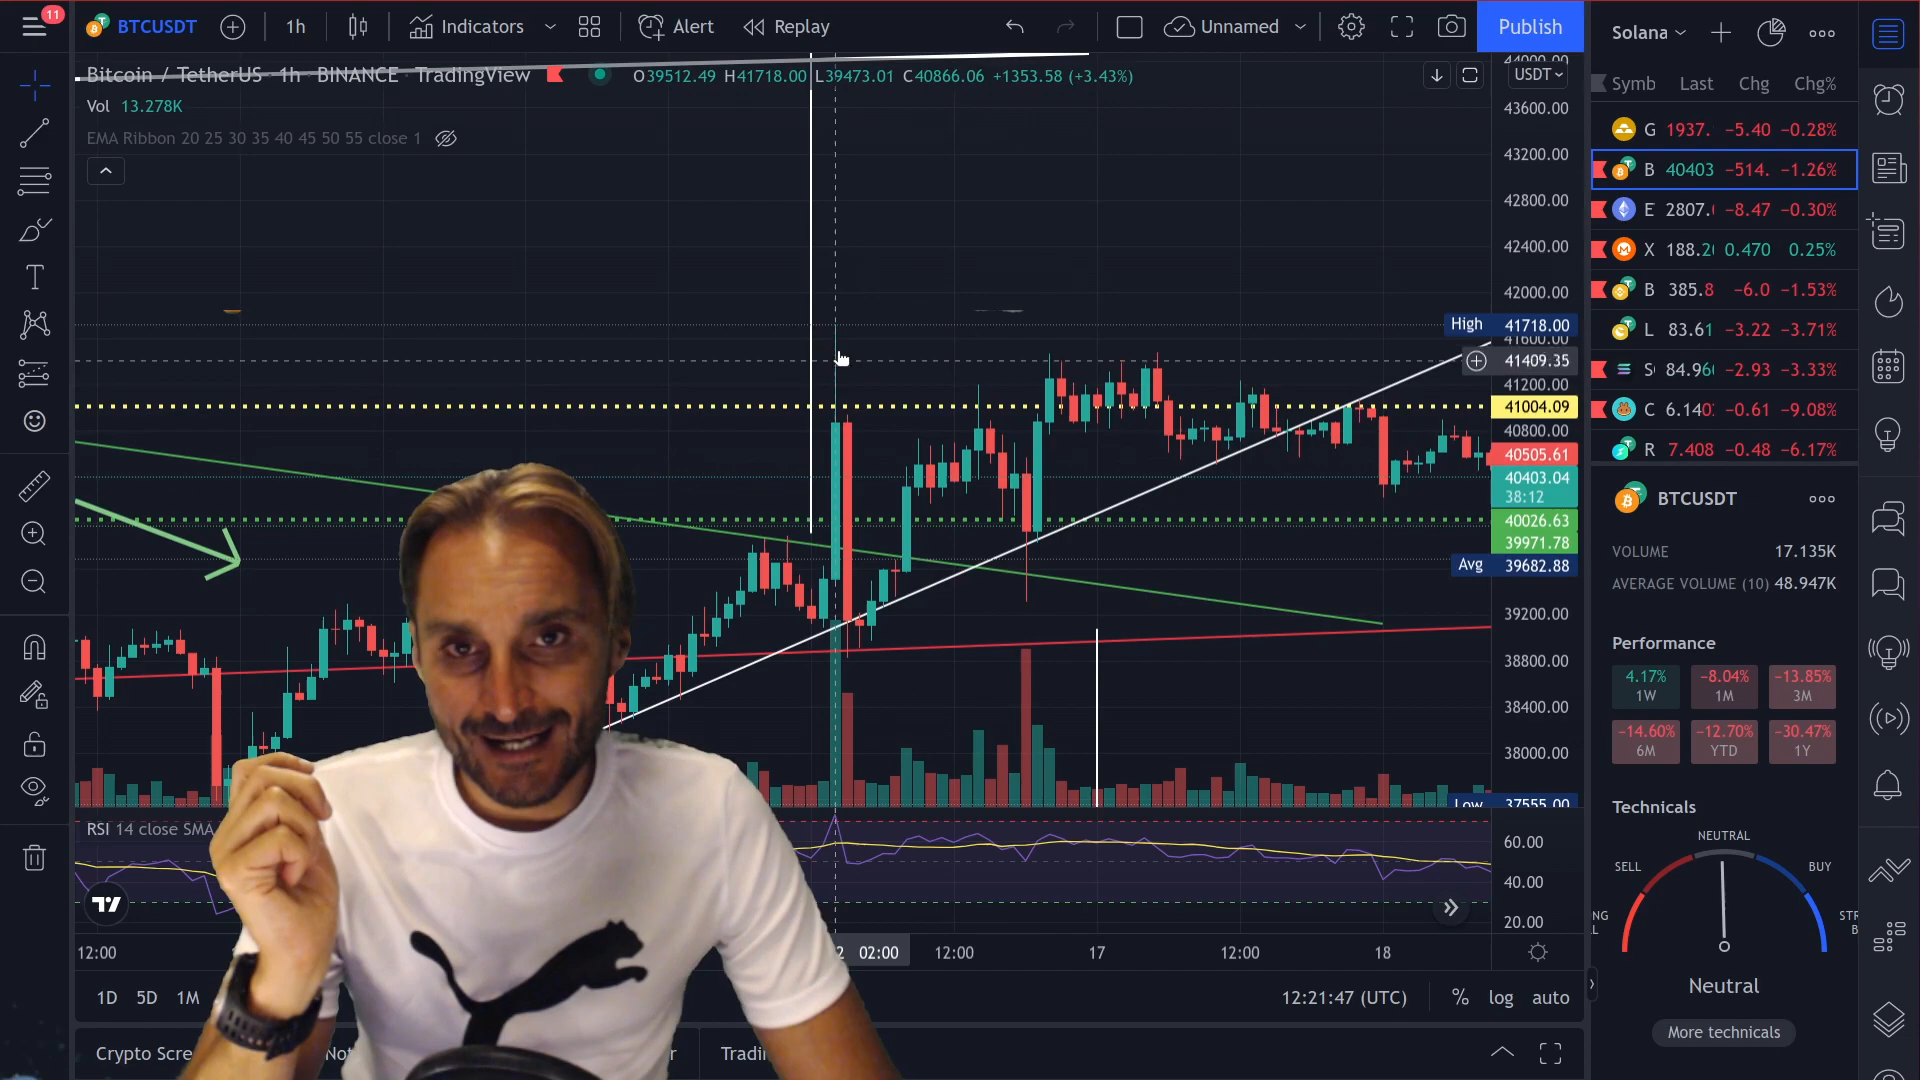 11
BTCUSDT
1h
Indicators
Alert
Replay
Unnamed
Publish
Bitcoin / TetherUS · 1h · BINANCE · TradingView
O39512.49 H41718.00 L39473.01 C40866.06 +1353.58 (+3.43%)
USDT
Vol 13.278K
EMA Ribbon 20 25 30 35 40 45 50 55 close 1
44000.00
43600.00
43200.00
42800.00
42400.00
42000.00
High 41718.00
41600.00
41409.35
41200.00
41004.09
40800.00
40505.61
40403.04
38:12
40026.63
39971.78
Avg 39682.88
39200.00
38800.00
38400.00
38000.00
Low 37555.00
RSI 14 close SMA
60.00
40.00
20.00
12:00
2 02:00
12:00
17
12:00
18
1D 5D 1M
12:21:47 (UTC)
% log auto
Crypto Scre
Not
r
Tradi
Solana
Symb Last Chg Chg%
G 1937. −5.40 −0.28%
B 40403 −514. −1.26%
E 2807. −8.47 −0.30%
X 188.2 0.470 0.25%
B 385.8 −6.0 −1.53%
L 83.61 −3.22 −3.71%
S 84.96 −2.93 −3.33%
C 6.140 −0.61 −9.08%
R 7.408 −0.48 −6.17%
BTCUSDT
VOLUME 17.135K
AVERAGE VOLUME (10) 48.947K
Performance
4.17% −8.04% −13.85%
1W 1M 3M
−14.60% −12.70% −30.47%
6M YTD 1Y
Technicals
NEUTRAL
SELL BUY
NG STR
L B
Neutral
More technicals